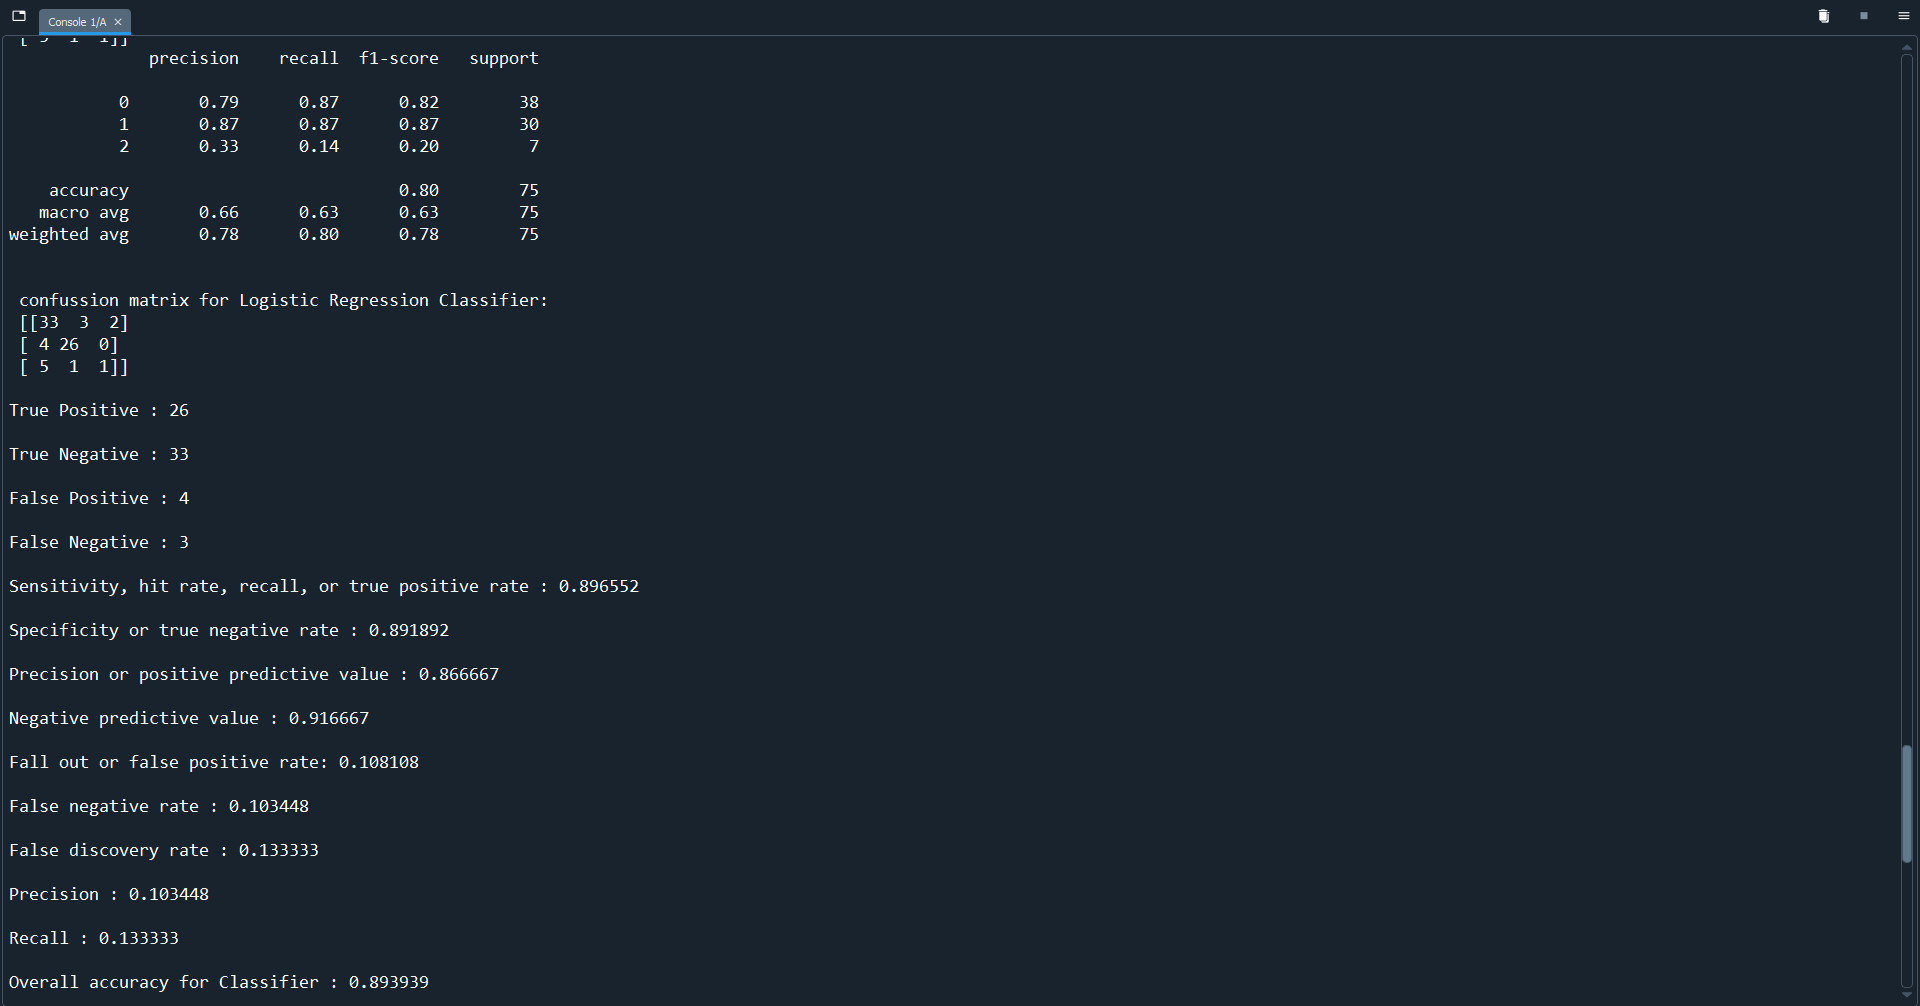 Console 1/A
precision recall f1-score support
0 0.79 0.87 0.82 38
1 0.87 0.87 0.87 30
2 0.33 0.14 0.20 7
accuracy 0.80 75
macro avg 0.66 0.63 0.63 75
weighted avg 0.78 0.80 0.78 75
confussion matrix for Logistic Regression Classifier:
[[33 3 2]
[ 4 26 0]
[ 5 1 1]]
True Positive : 26
True Negative : 33
False Positive : 4
False Negative : 3
Sensitivity, hit rate, recall, or true positive rate : 0.896552
Specificity or true negative rate : 0.891892
Precision or positive predictive value : 0.866667
Negative predictive value : 0.916667
Fall out or false positive rate: 0.108108
False negative rate : 0.103448
False discovery rate : 0.133333
Precision : 0.103448
Recall : 0.133333
Overall accuracy for Classifier : 0.893939